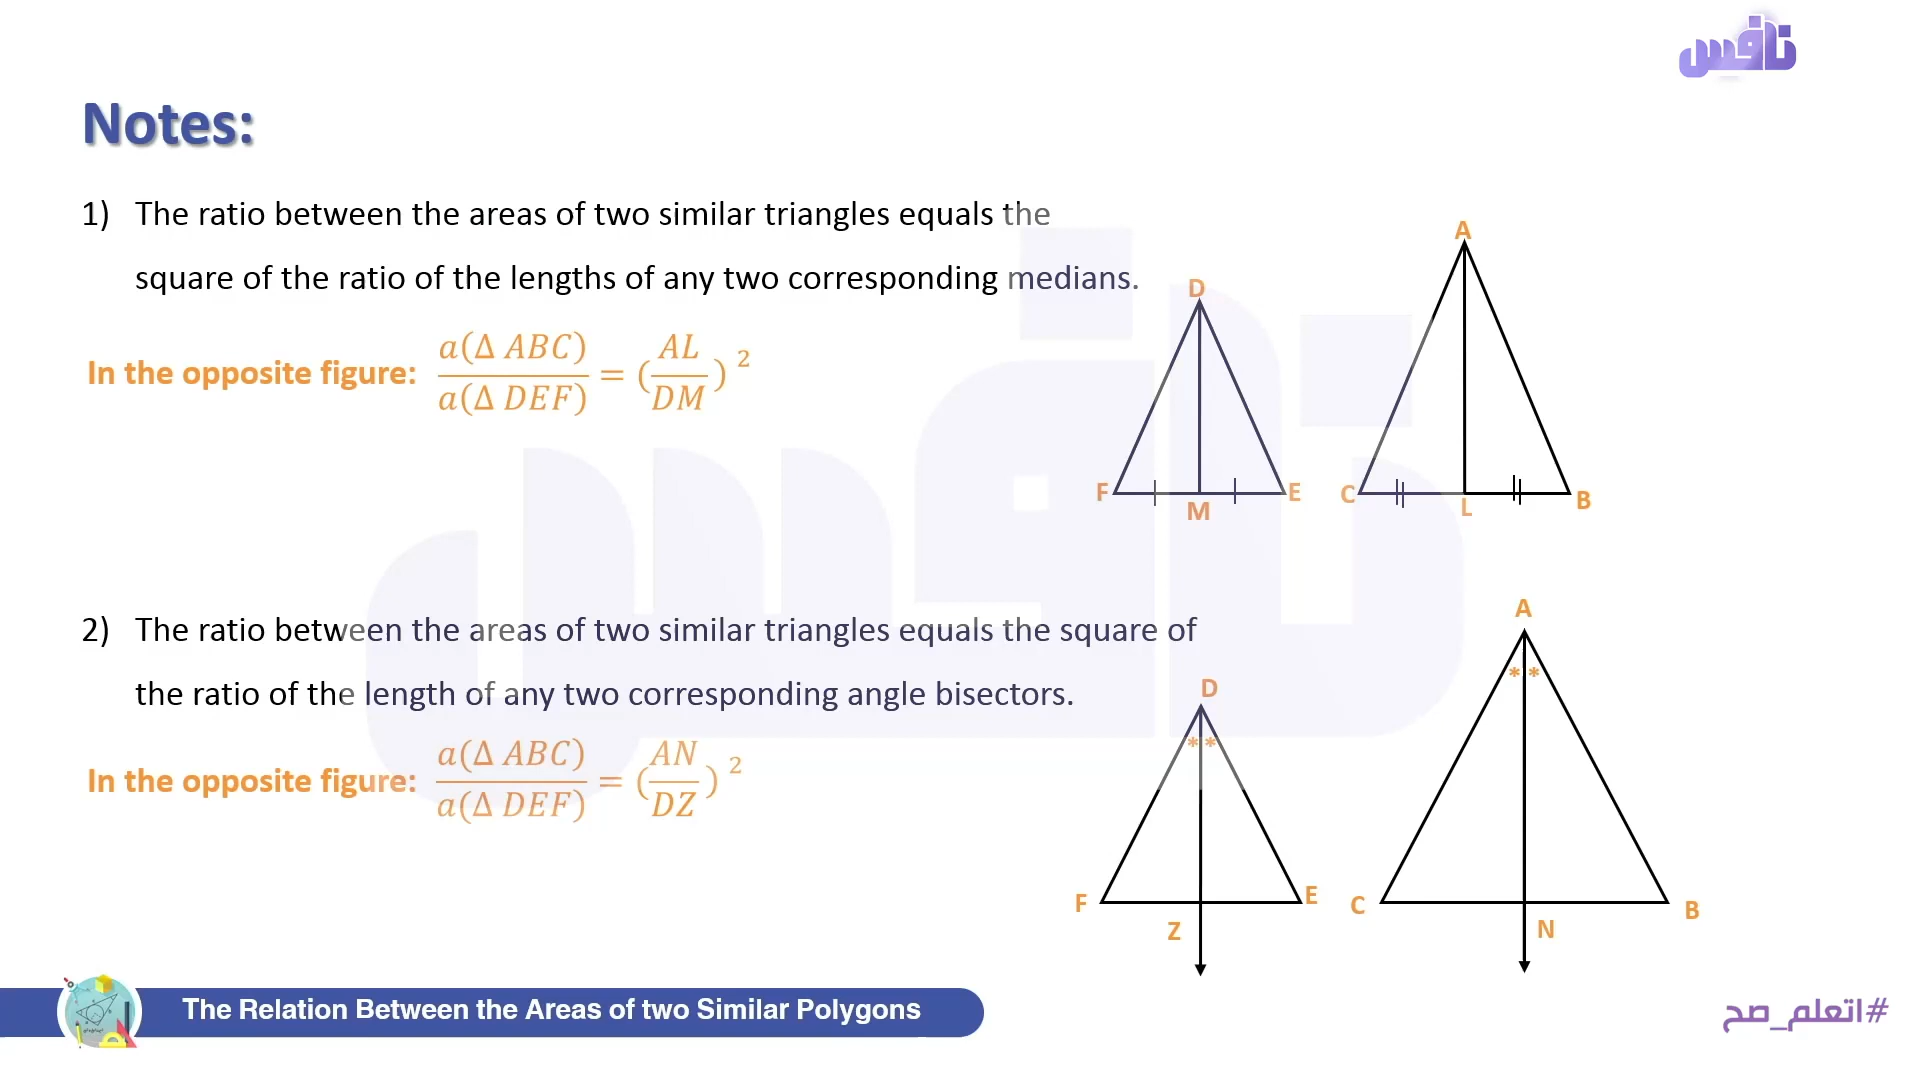 نافس
Notes:
1) The ratio between the areas of two similar triangles equals the
square of the ratio of the lengths of any two corresponding medians.
In the opposite figure: a(Δ ABC)/a(Δ DEF) = (AL/DM)²
D
F
M
E
A
C
L
B
2) The ratio between the areas of two similar triangles equals the square of
the ratio of the length of any two corresponding angle bisectors.
In the opposite figure: a(Δ ABC)/a(Δ DEF) = (AN/DZ)²
D
**
F
Z
E
A
**
C
N
B
نافس
The Relation Between the Areas of two Similar Polygons
#اتعلم_صح